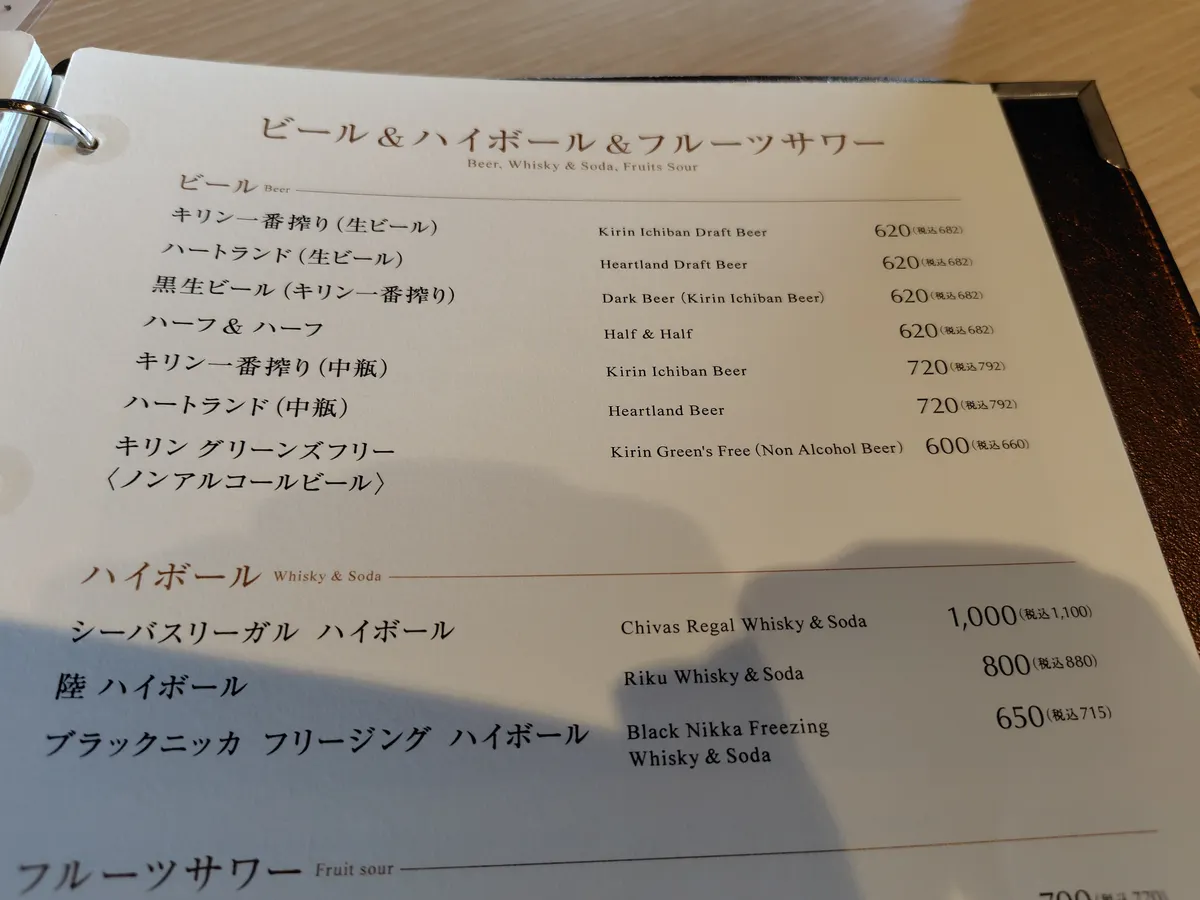 ビール＆ハイボール＆フルーツサワー
Beer, Whisky & Soda, Fruits Sour
ビール Beer
キリン一番搾り（生ビール） Kirin Ichiban Draft Beer 620（税込682）
ハートランド（生ビール） Heartland Draft Beer 620（税込682）
黒生ビール（キリン一番搾り） Dark Beer（Kirin Ichiban Beer） 620（税込682）
ハーフ＆ハーフ Half & Half 620（税込682）
キリン一番搾り（中瓶） Kirin Ichiban Beer 720（税込792）
ハートランド（中瓶） Heartland Beer 720（税込792）
キリン グリーンズフリー Kirin Green's Free（Non Alcohol Beer） 600（税込660）
〈ノンアルコールビール〉
ハイボール Whisky & Soda
シーバスリーガル ハイボール Chivas Regal Whisky & Soda 1,000（税込1,100）
陸 ハイボール Riku Whisky & Soda 800（税込880）
ブラックニッカ フリージング ハイボール Black Nikka Freezing 650（税込715）
Whisky & Soda
フルーツサワー Fruit sour